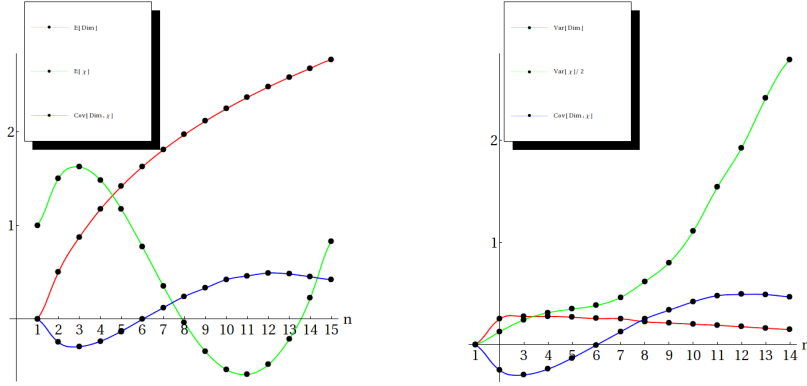 E[Dim]
E[χ]
Cov[Dim, χ]
2
1
1 2 3 4 5 6 7 8 9 10 11 12 13 14 15 n
Var[Dim]
Var[χ]/2
Cov[Dim, χ]
2
1
1 3 4 5 6 7 8 9 10 11 12 13 14 n